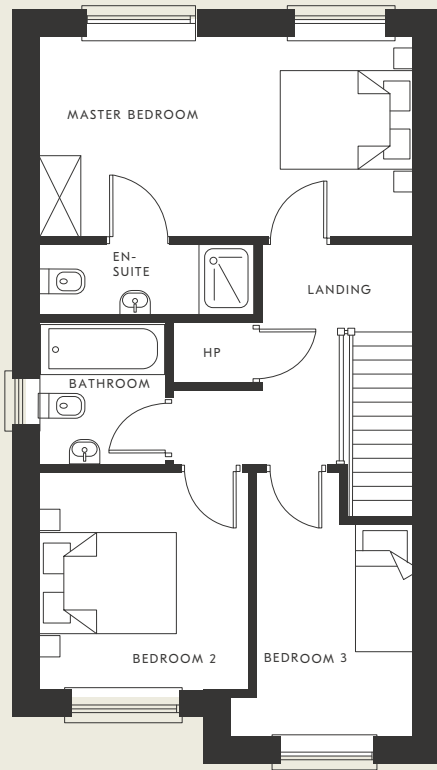 MASTER BEDROOM
EN-
SUITE
LANDING
HP
BATHROOM
BEDROOM 2
BEDROOM 3